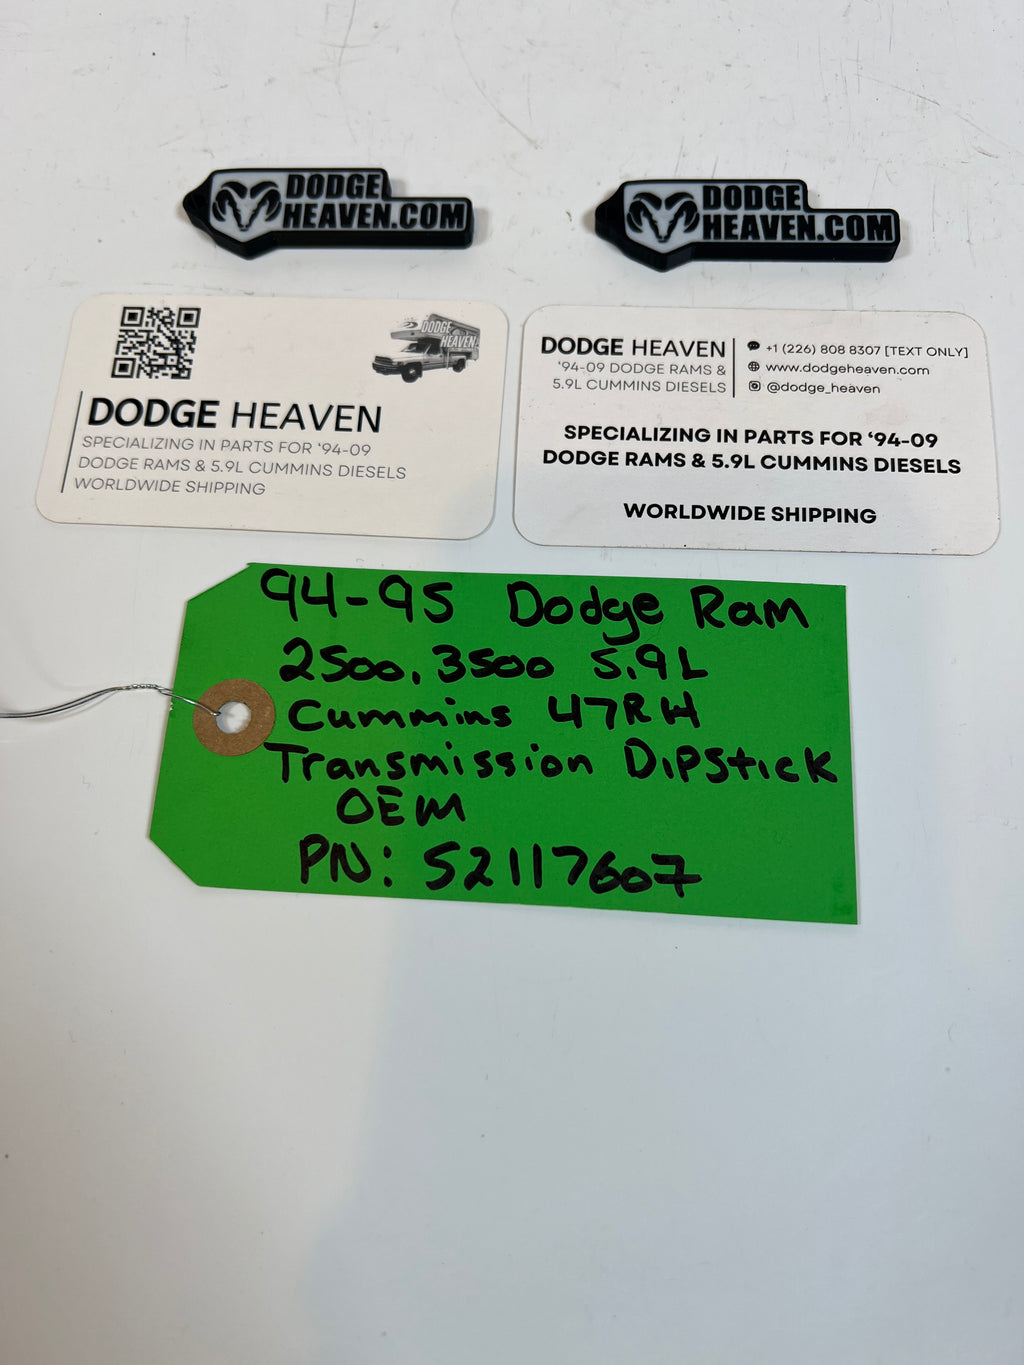 DODGE
HEAVEN.COM
DODGE
HEAVEN.COM
DODGE
HEAVEN
DODGE HEAVEN
SPECIALIZING IN PARTS FOR ‘94-09
DODGE RAMS & 5.9L CUMMINS DIESELS
WORLDWIDE SHIPPING
DODGE HEAVEN
‘94-09 DODGE RAMS &
5.9L CUMMINS DIESELS
+1 (226) 808 8307 [TEXT ONLY]
www.dodgeheaven.com
@dodge_heaven
SPECIALIZING IN PARTS FOR ‘94-09
DODGE RAMS & 5.9L CUMMINS DIESELS
WORLDWIDE SHIPPING
94-95 Dodge Ram
2500, 3500 5.9L
Cummins 47RH
Transmission Dipstick
OEM
PN: 52117607